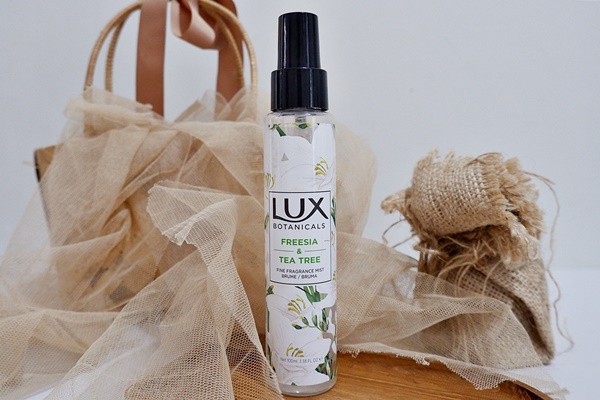 LUX
BOTANICALS
FREESIA
&
TEA TREE
FINE FRAGRANCE MIST
BRUME / BRUMA